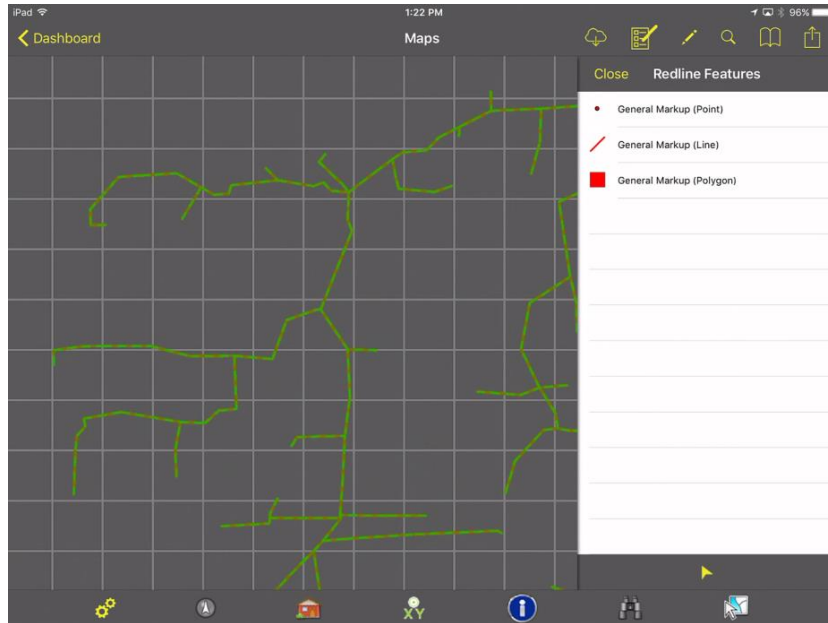 iPad 1:22 PM 96%
Dashboard Maps
Close Redline Features
General Markup (Point)
General Markup (Line)
General Markup (Polygon)
XY
i